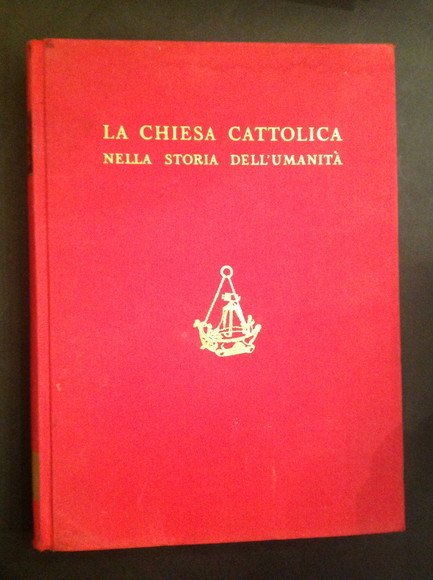 LA CHIESA CATTOLICA
NELLA STORIA DELL'UMANITÀ